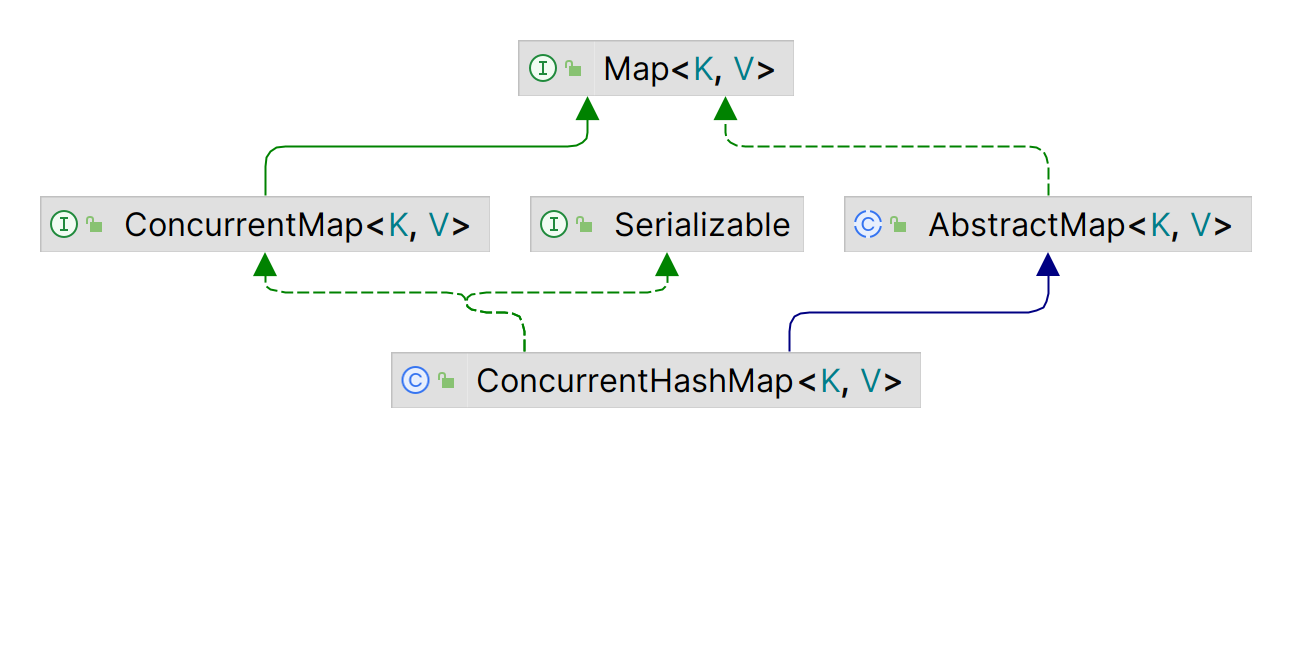 Map<K, V>
ConcurrentMap<K, V>
Serializable
AbstractMap<K, V>
ConcurrentHashMap<K, V>